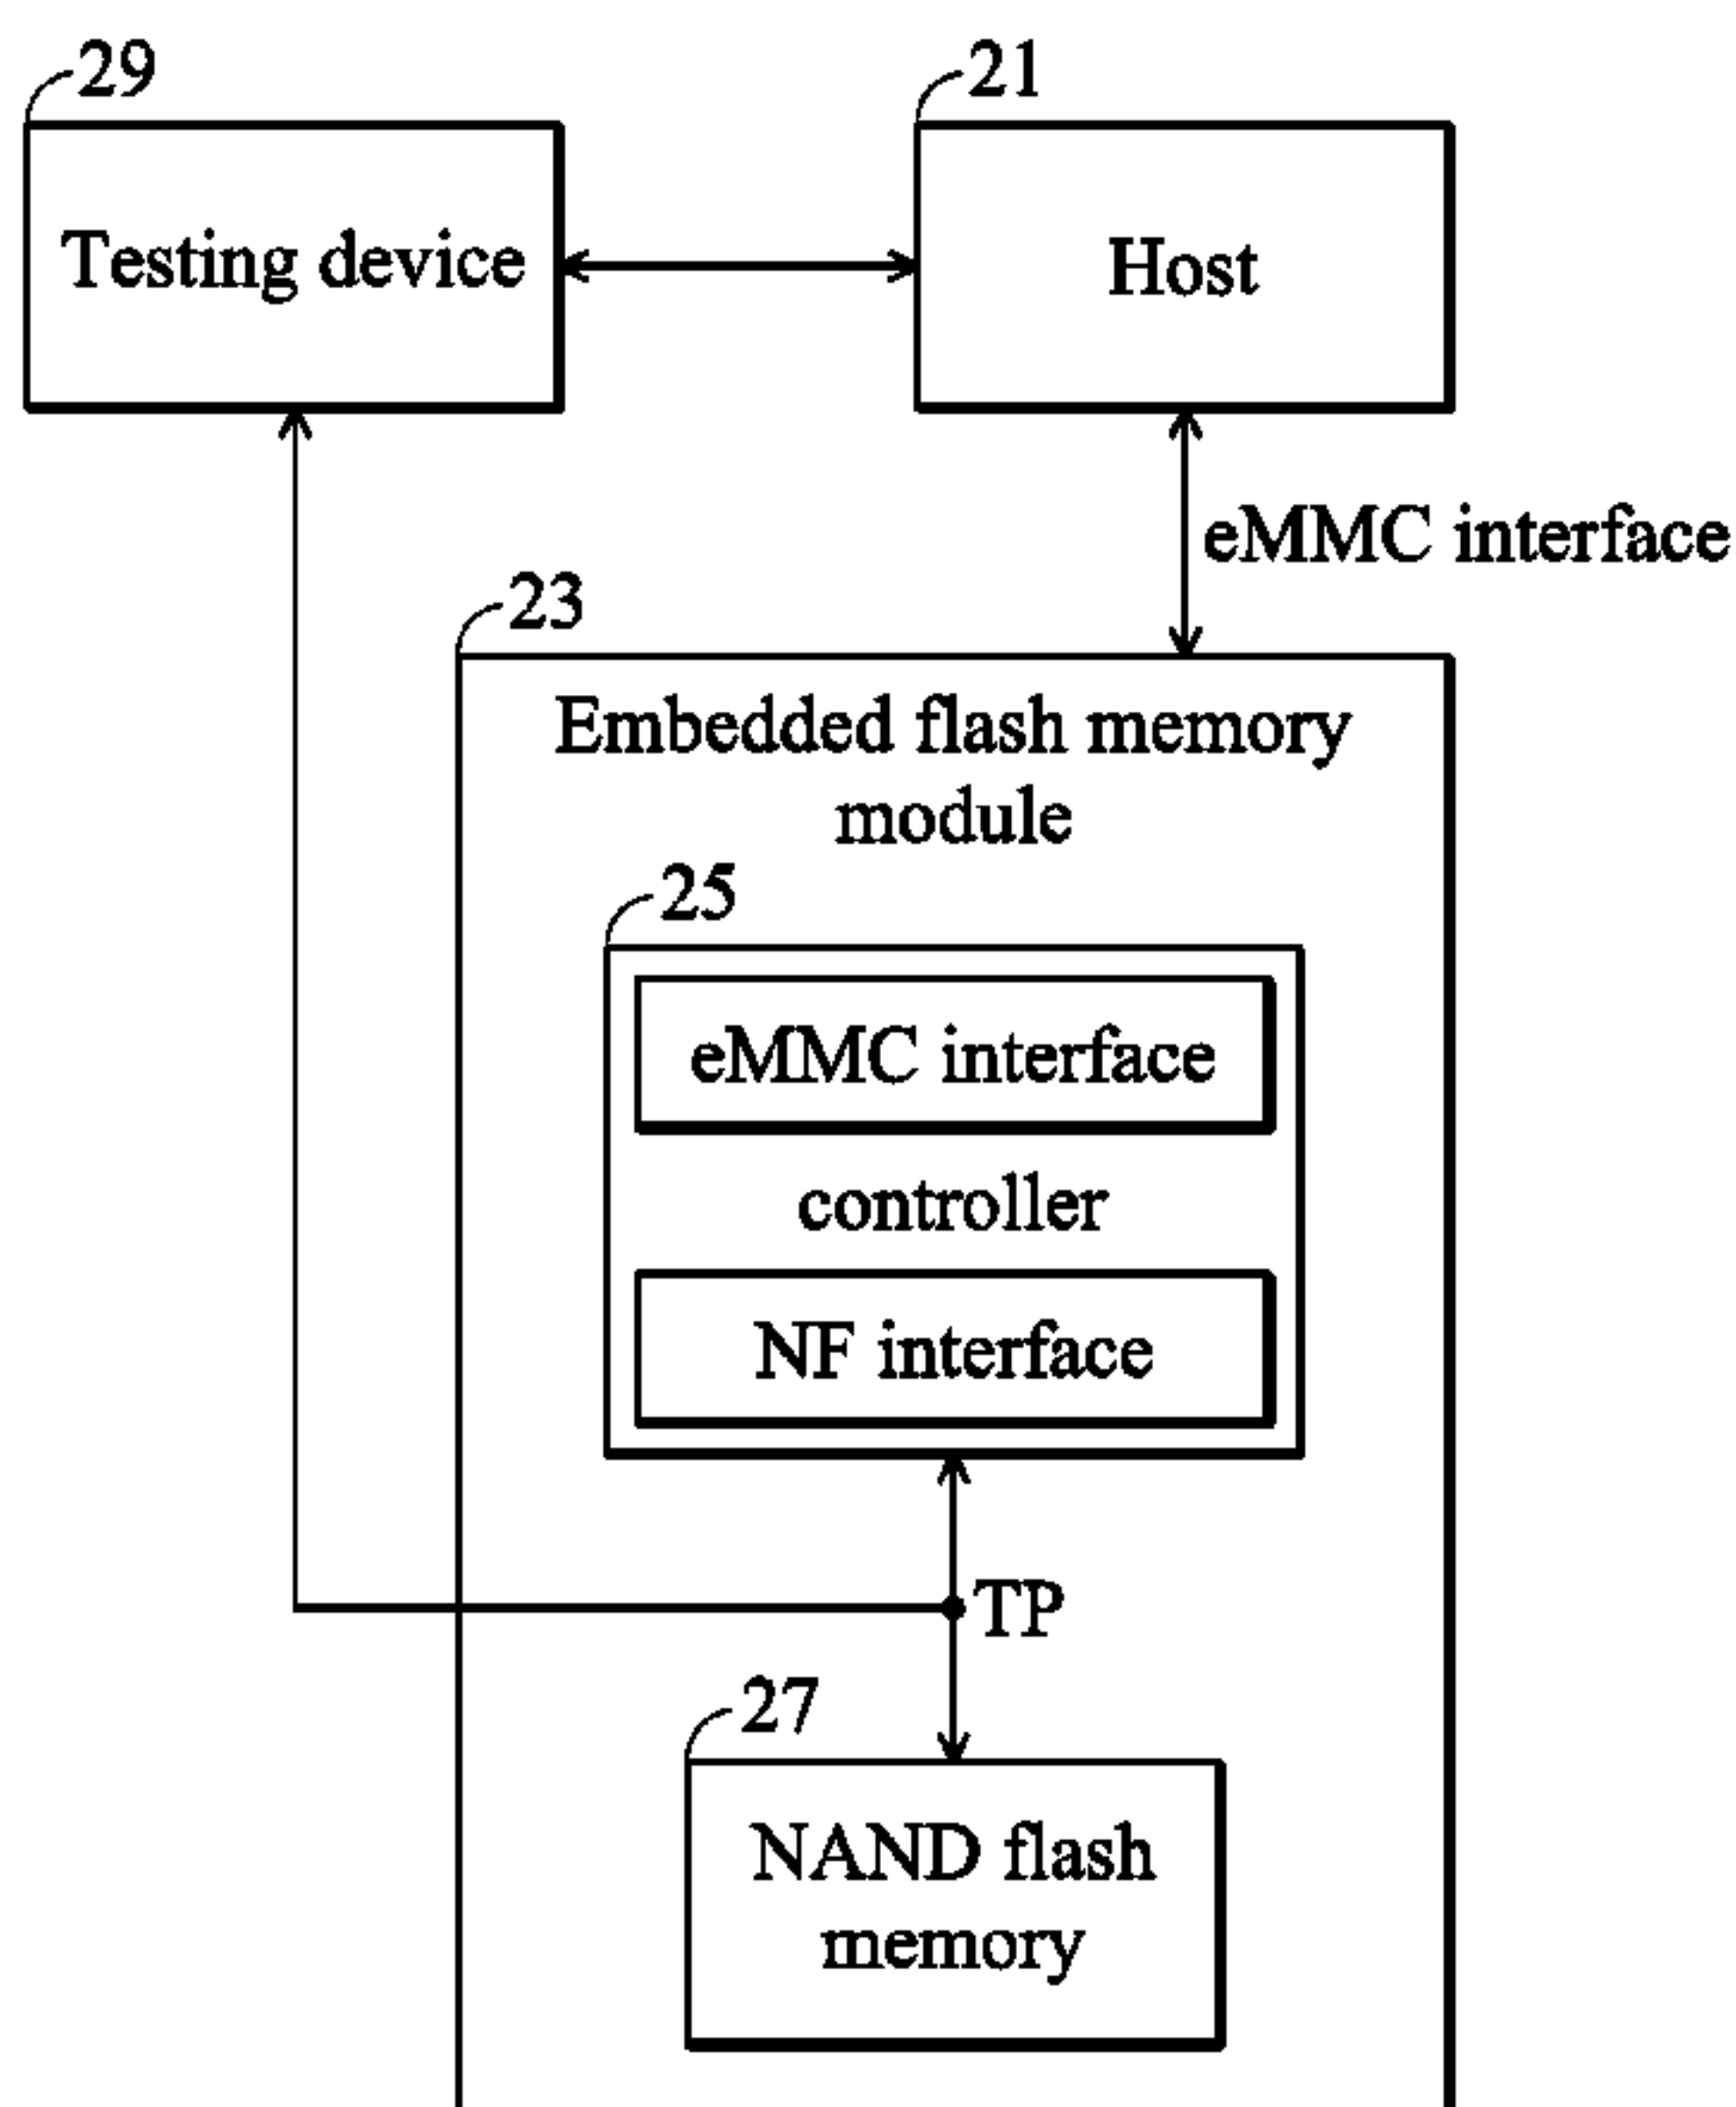 29
21
Testing device
Host
eMMC interface
23
Embedded flash memory
module
25
eMMC interface
controller
NF interface
TP
27
NAND flash
memory